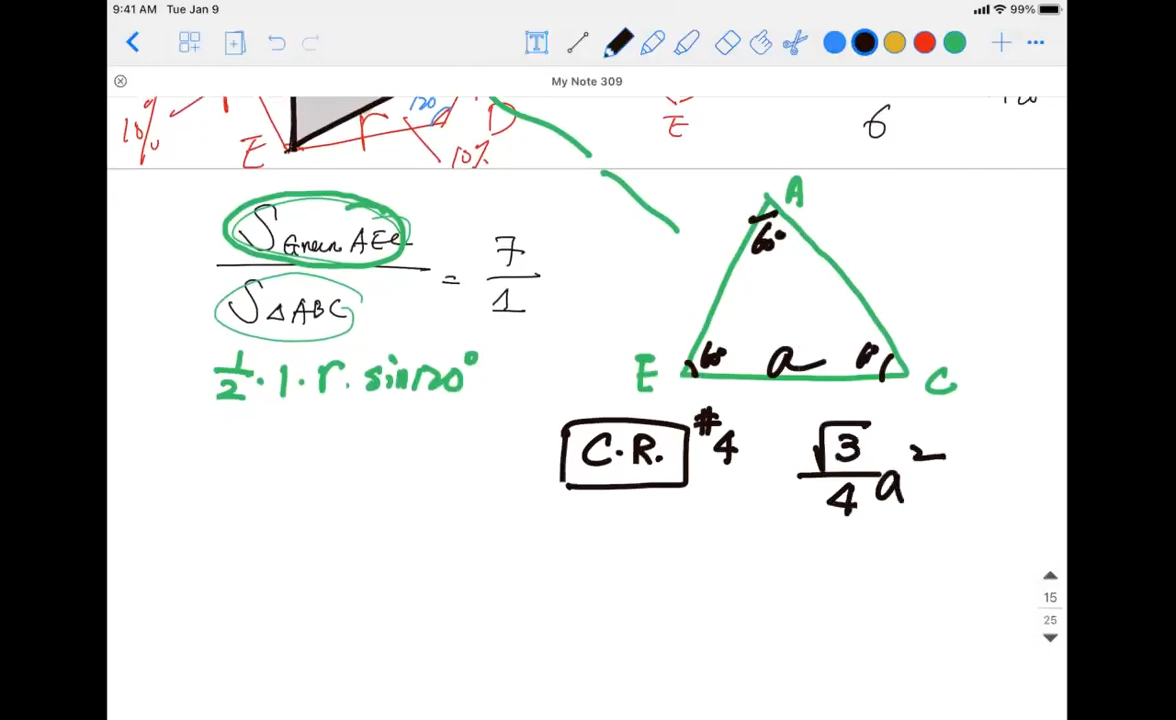 9:41 AM Tue Jan 9
99%
T
My Note 309
10%
E
r
120
D
10%
E
6
S Green AEC
S △ABC
= 7/1
1/2 · 1 · r · sin120°
A
60°
E
60°
a
C
C.R. #4
√3/4 a²
15
25